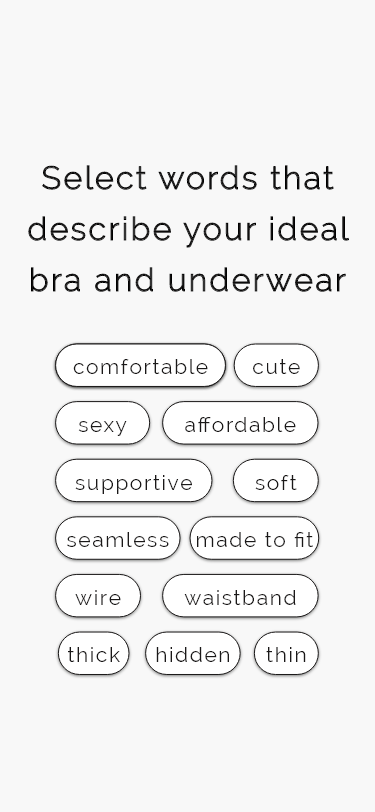 Select words that
describe your ideal
bra and underwear
comfortable cute
sexy affordable
supportive soft
seamless made to fit
wire waistband
thick hidden thin